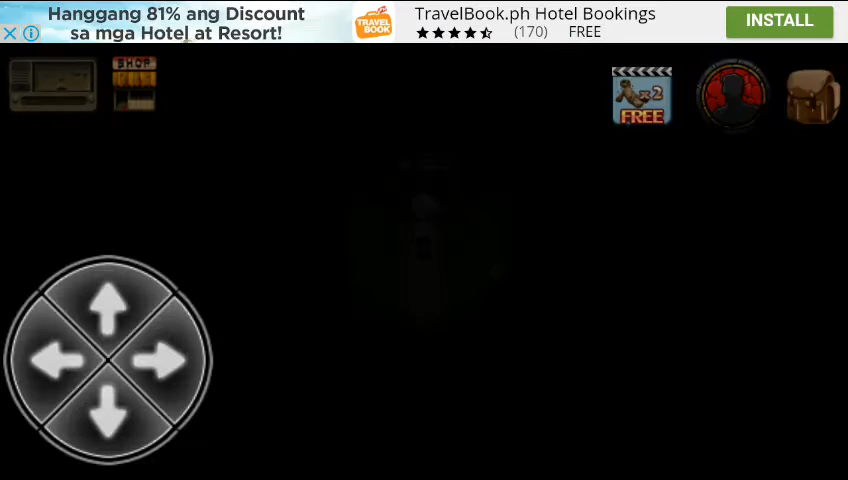 Hanggang 81% ang Discount
sa mga Hotel at Resort!
TRAVEL
BOOK
TravelBook.ph Hotel Bookings
(170) FREE
INSTALL
SHOP
x2
FREE